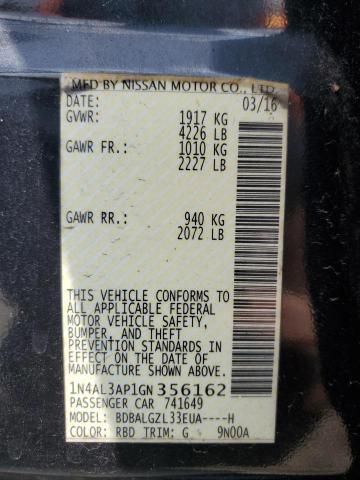 MFD BY NISSAN MOTOR CO., LTD.
DATE: 03/16
GVWR: 1917 KG
4226 LB
GAWR FR.: 1010 KG
2227 LB
GAWR RR.: 940 KG
2072 LB
THIS VEHICLE CONFORMS TO
ALL APPLICABLE FEDERAL
MOTOR VEHICLE SAFETY,
BUMPER, AND THEFT
PREVENTION STANDARDS
IN EFFECT ON THE DATE OF
MANUFACTURE SHOWN ABOVE.
1N4AL3AP1GN356162
PASSENGER CAR 741649
MODEL: BDBALGZL33EUA----H
COLOR: RBD TRIM: G 9N00A